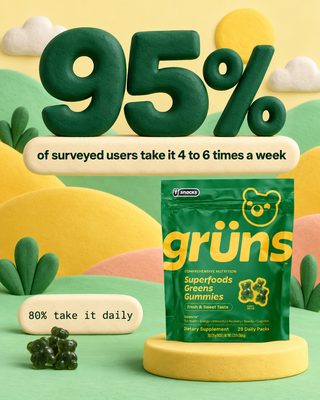 95%
of surveyed users take it 4 to 6 times a week
snacks
grüns
COMPREHENSIVE NUTRITION
Superfoods
Greens
Gummies
Fresh & Sweet Taste
Dietary Supplement
28 Daily Packs
80% take it daily